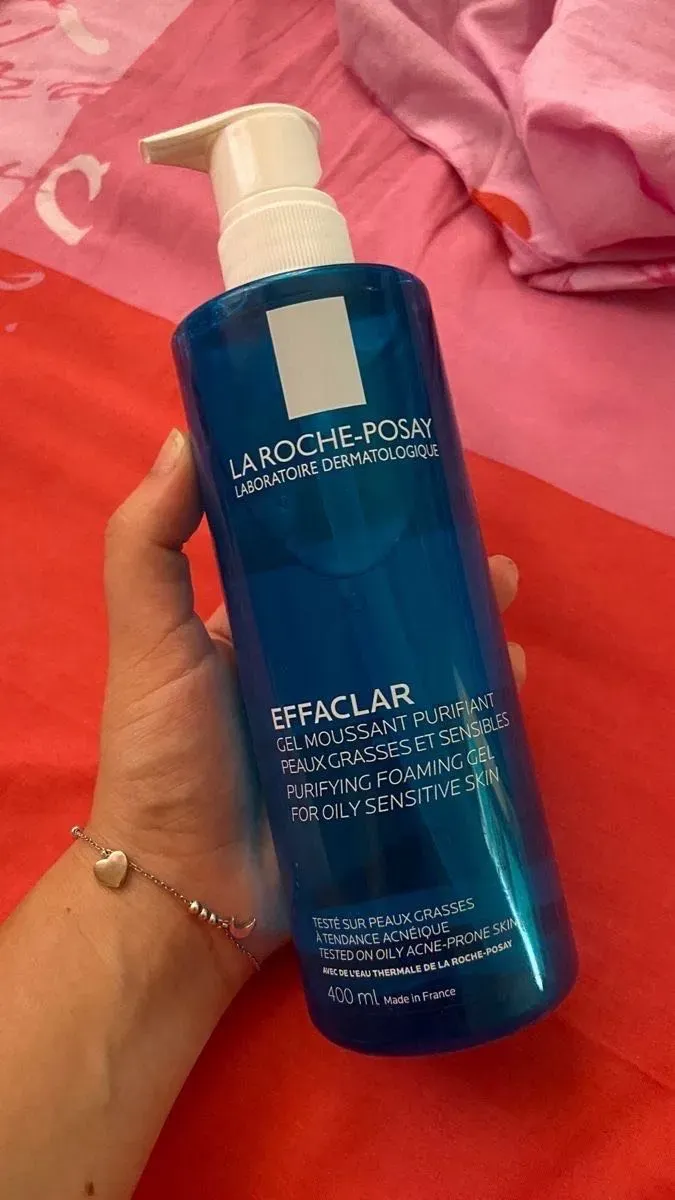 LA ROCHE-POSAY
LABORATOIRE DERMATOLOGIQUE
EFFACLAR
GEL MOUSSANT PURIFIANT
PEAUX GRASSES ET SENSIBLES
PURIFYING FOAMING GEL
FOR OILY SENSITIVE SKIN
TESTÉ SUR PEAUX GRASSES
À TENDANCE ACNÉIQUE
TESTED ON OILY ACNE-PRONE SKIN
AVEC DE L'EAU THERMALE DE LA ROCHE-POSAY
400 ml Made in France